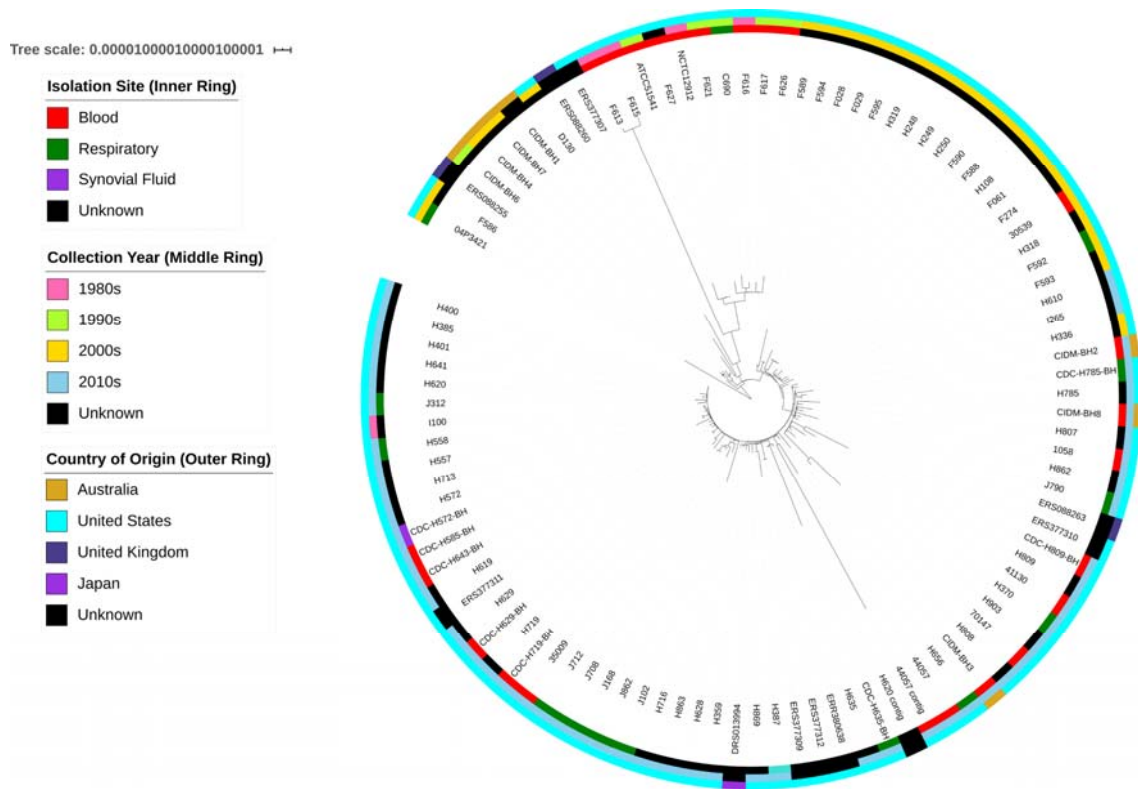 Tree scale: 0.00001000010000100001
Isolation Site (Inner Ring)
Blood
Respiratory
Synovial Fluid
Unknown
Collection Year (Middle Ring)
1980s
1990s
2000s
2010s
Unknown
Country of Origin (Outer Ring)
Australia
United States
United Kingdom
Japan
Unknown
04P3421
F586
ERS088255
CIDM-BH6
CIDM-BH4
CIDM-BH7
CIDM-BH1
D130
ERS088260
ERS377307
F613
F615
ATCC51541
F627
NCTC12912
F621
C690
F616
F617
F626
F589
F594
F028
F029
F595
H319
H248
H249
H250
F590
F588
H108
F061
F274
30539
H318
F592
F593
H610
I265
H336
CIDM-BH2
CDC-H785-BH
H785
CIDM-BH8
H807
1058
H862
J790
ERS088263
ERS377310
CDC-H809-BH
H809
41130
H370
H903
70147
H808
CIDM-BH3
H656
44057
44057 contig
H620 contig
CDC-H635-BH
H635
ERR380638
ERS377312
ERS377309
H387
H869
DRS013994
H359
H628
H863
H716
J102
J862
J168
J708
J712
35009
CDC-H719-BH
H719
CDC-H629-BH
H629
ERS377311
H619
CDC-H643-BH
CDC-H585-BH
CDC-H572-BH
H572
H713
H557
H558
I100
J312
H620
H641
H401
H385
H400